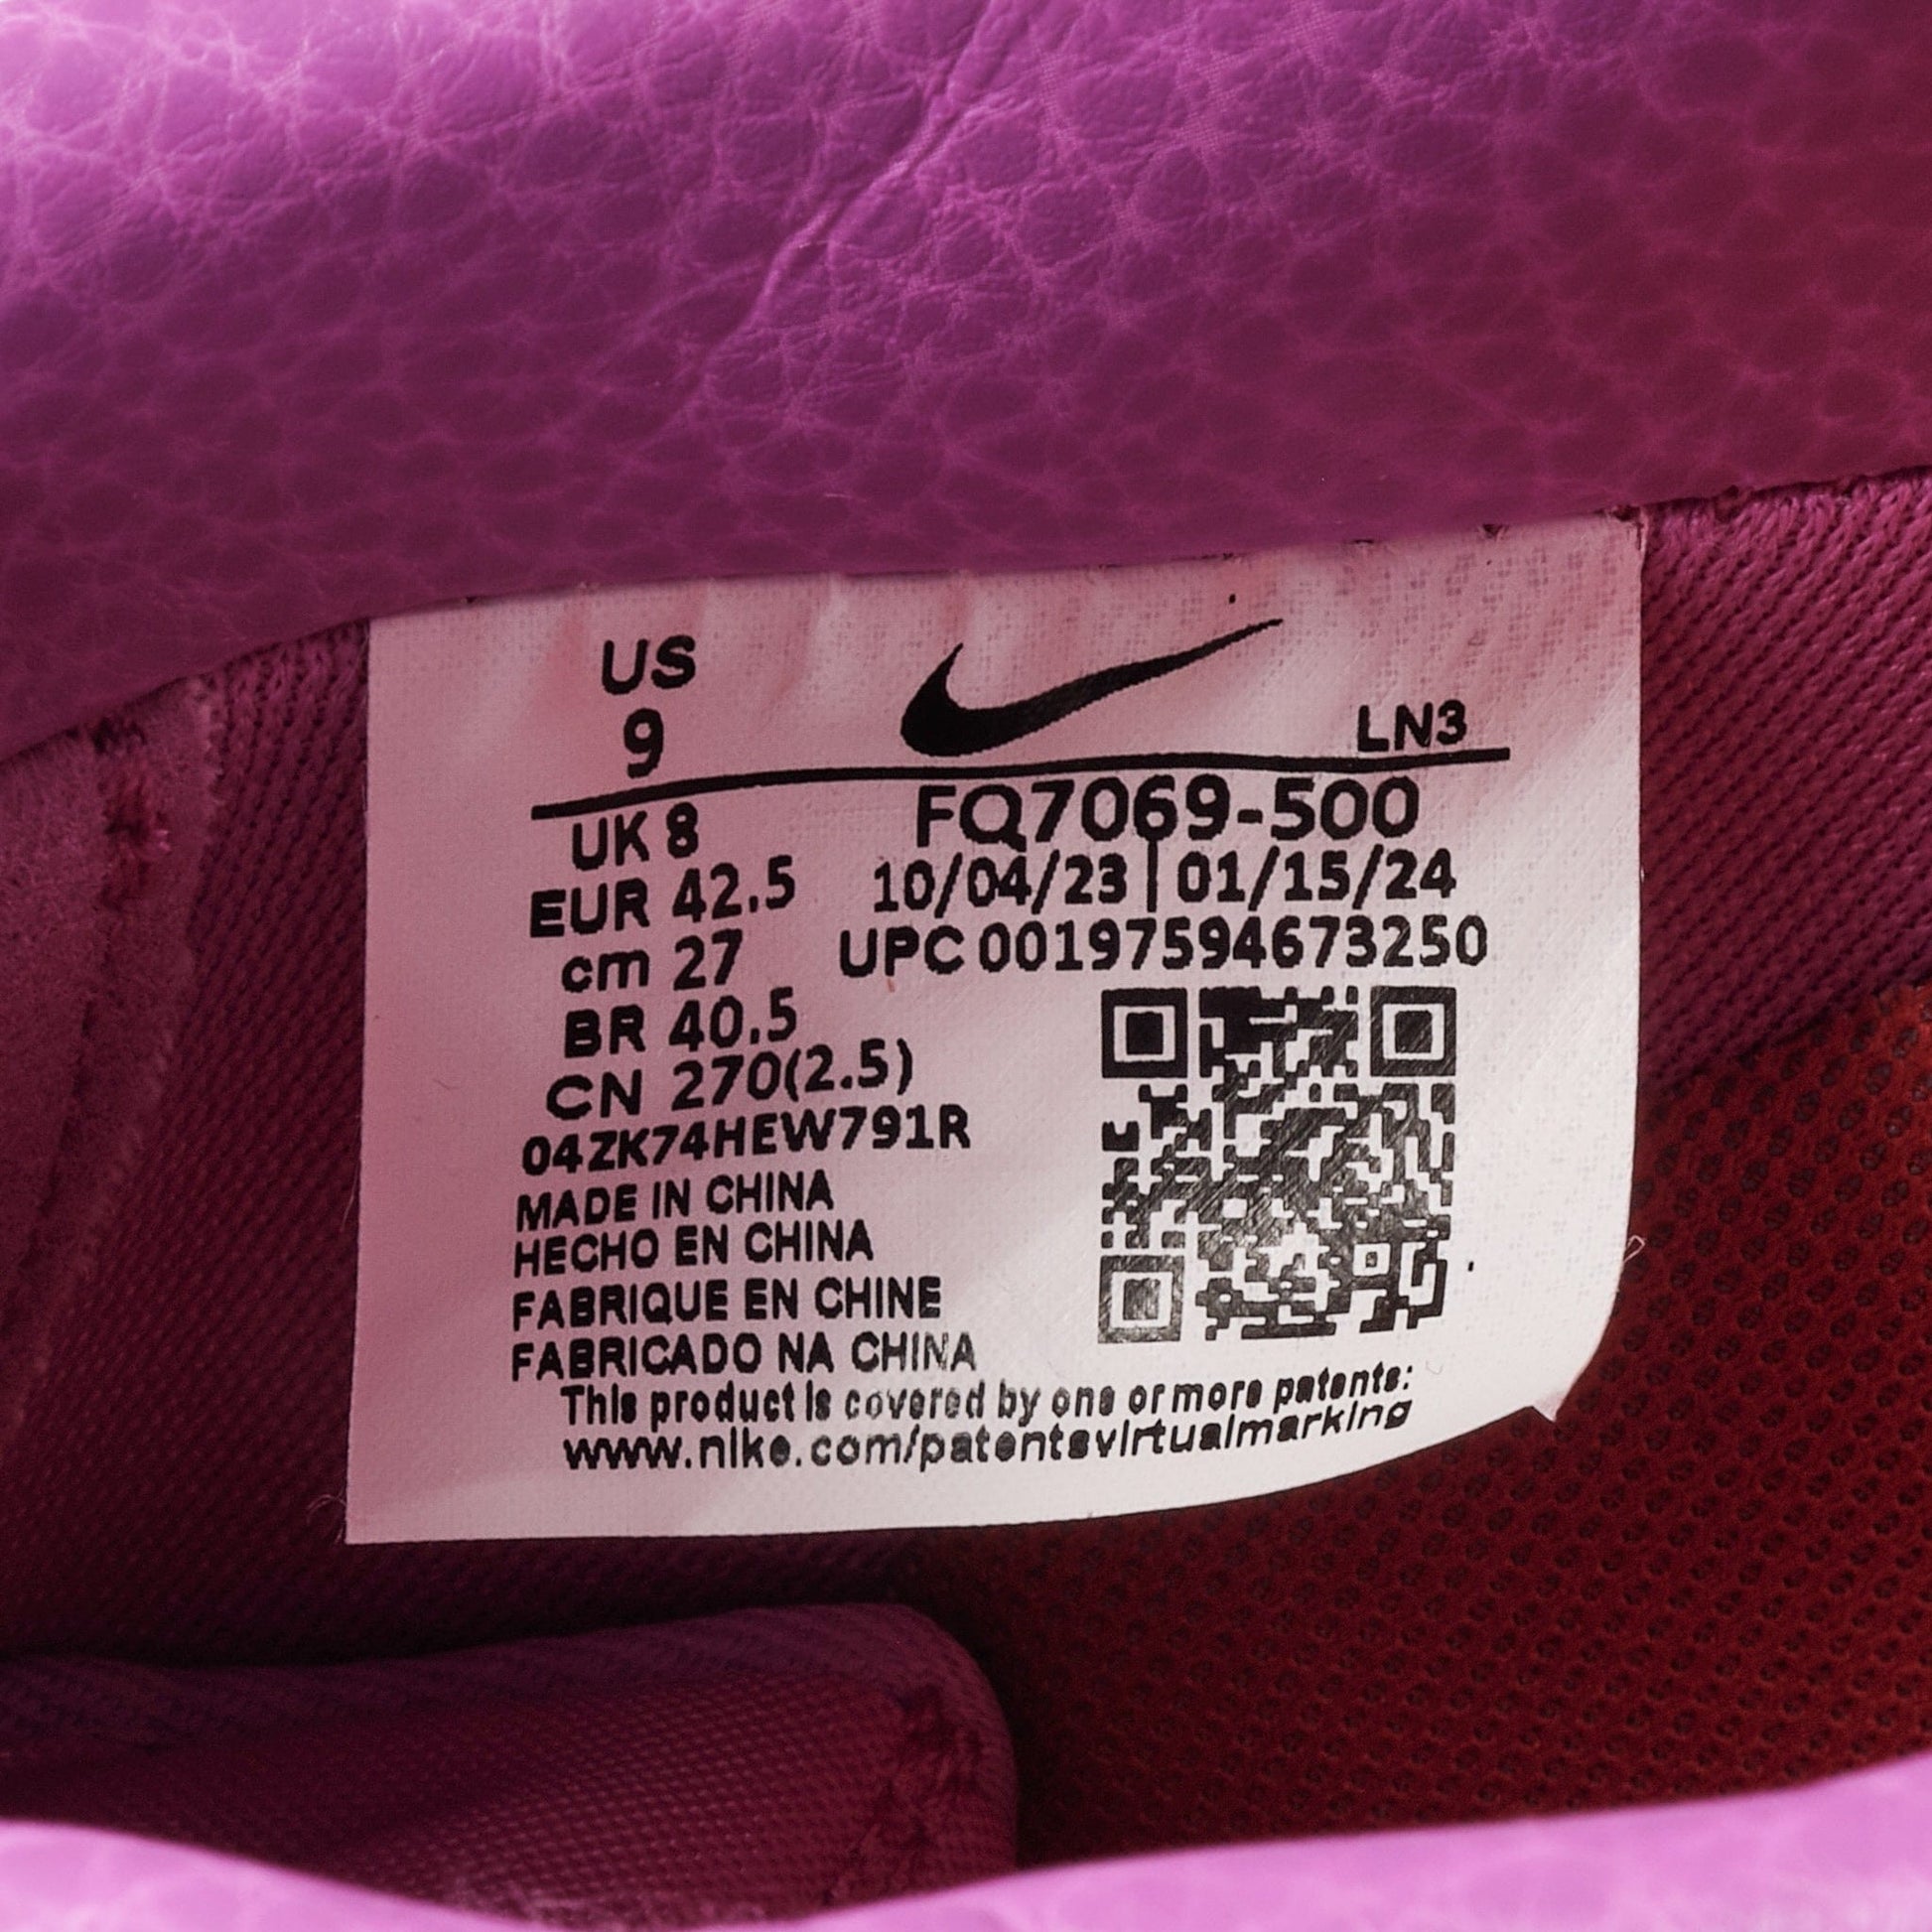 US
9
LN3
UK 8
FQ7069-500
EUR 42.5
10/04/23|01/15/24
cm 27
UPC 00197594673250
BR 40.5
CN 270(2.5)
04ZK74HEW791R
MADE IN CHINA
HECHO EN CHINA
FABRIQUE EN CHINE
FABRICADO NA CHINA
This product is covered by one or more patents:
www.nike.com/patentsvirtualmarking